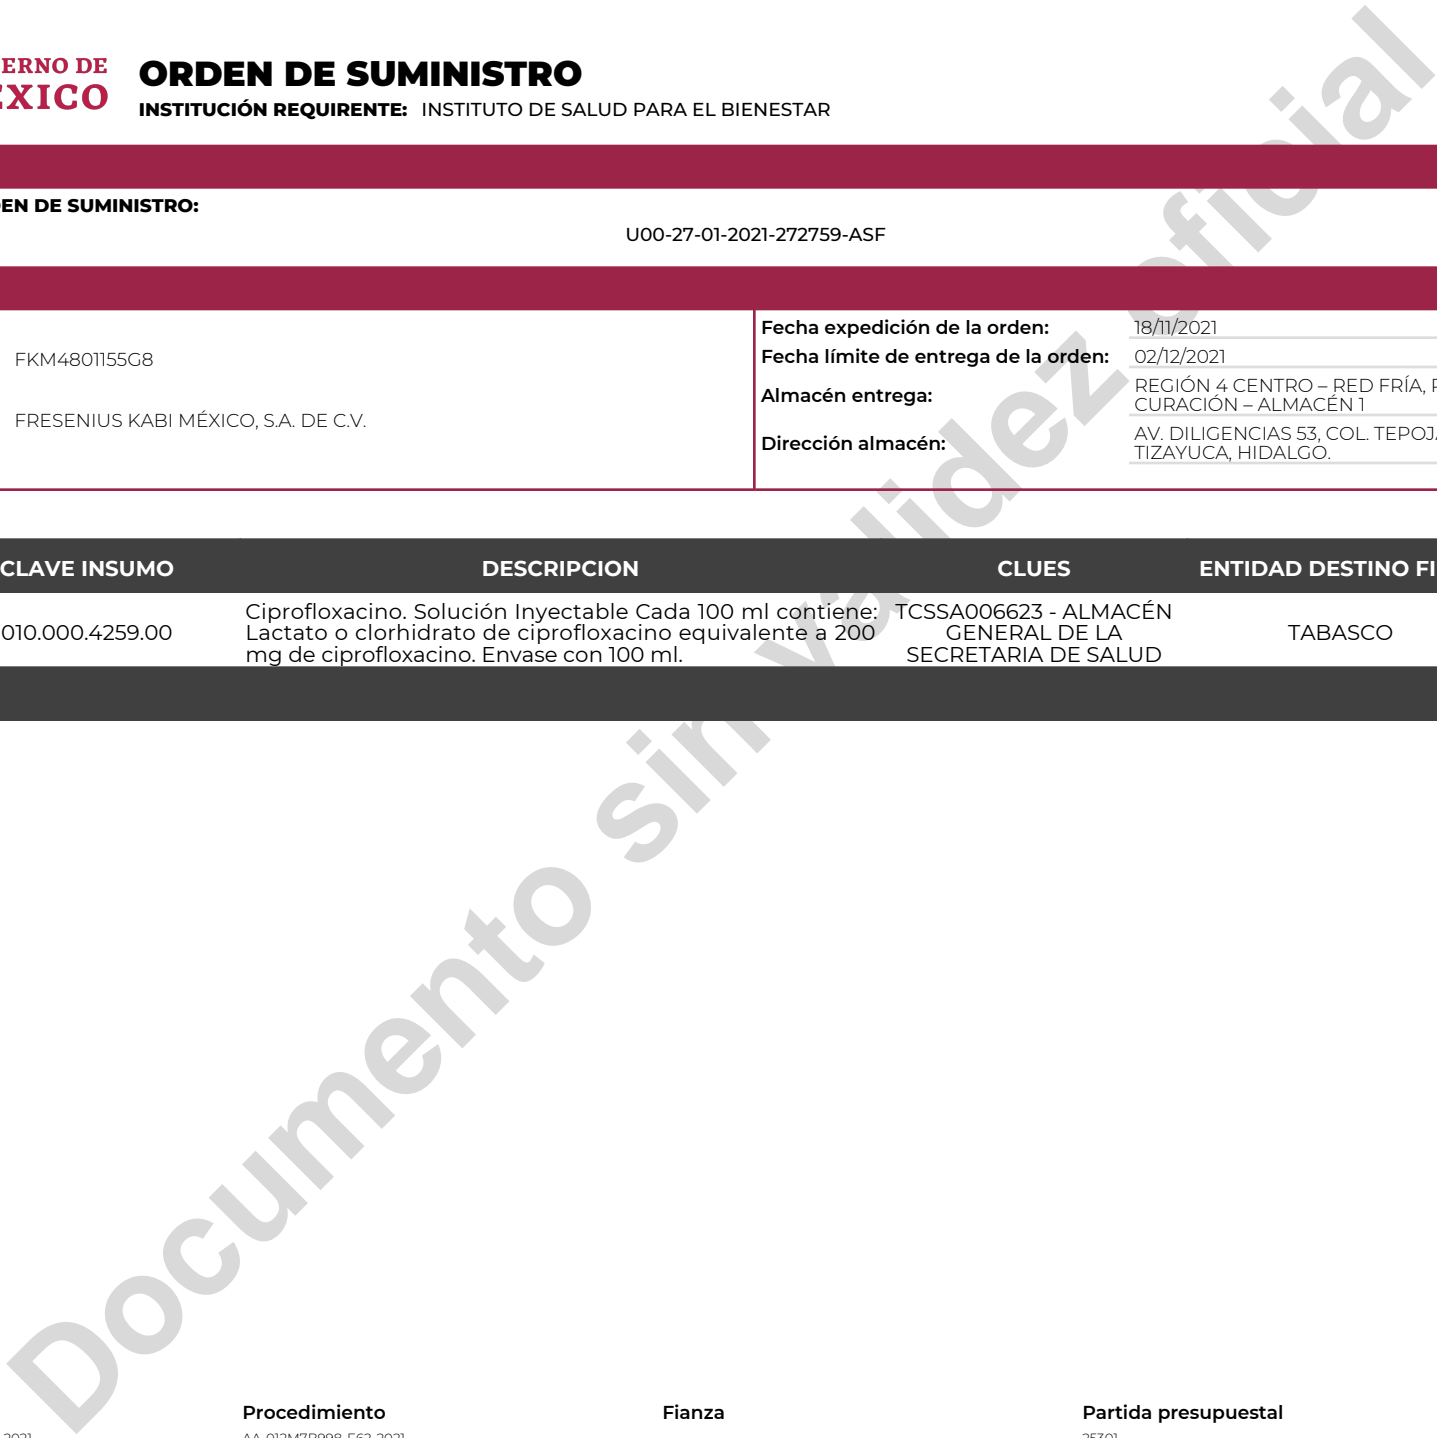 ERNO DE
ÉXICO
ORDEN DE SUMINISTRO
INSTITUCIÓN REQUIRENTE: INSTITUTO DE SALUD PARA EL BIENESTAR
EN DE SUMINISTRO:
U00-27-01-2021-272759-ASF
FKM4801155G8
FRESENIUS KABI MÉXICO, S.A. DE C.V.
Fecha expedición de la orden: 18/11/2021
Fecha límite de entrega de la orden: 02/12/2021
Almacén entrega: REGIÓN 4 CENTRO – RED FRÍA,
CURACIÓN – ALMACÉN 1
Dirección almacén: AV. DILIGENCIAS 53, COL. TEPOJ
TIZAYUCA, HIDALGO.
CLAVE INSUMO DESCRIPCION CLUES ENTIDAD DESTINO FI
010.000.4259.00
Ciprofloxacino. Solución Inyectable Cada 100 ml contiene:
Lactato o clorhidrato de ciprofloxacino equivalente a 200
mg de ciprofloxacino. Envase con 100 ml.
TCSSA006623 - ALMACÉN
GENERAL DE LA
SECRETARIA DE SALUD
TABASCO
Documento sin validez oficial
Procedimiento Fianza Partida presupuestal